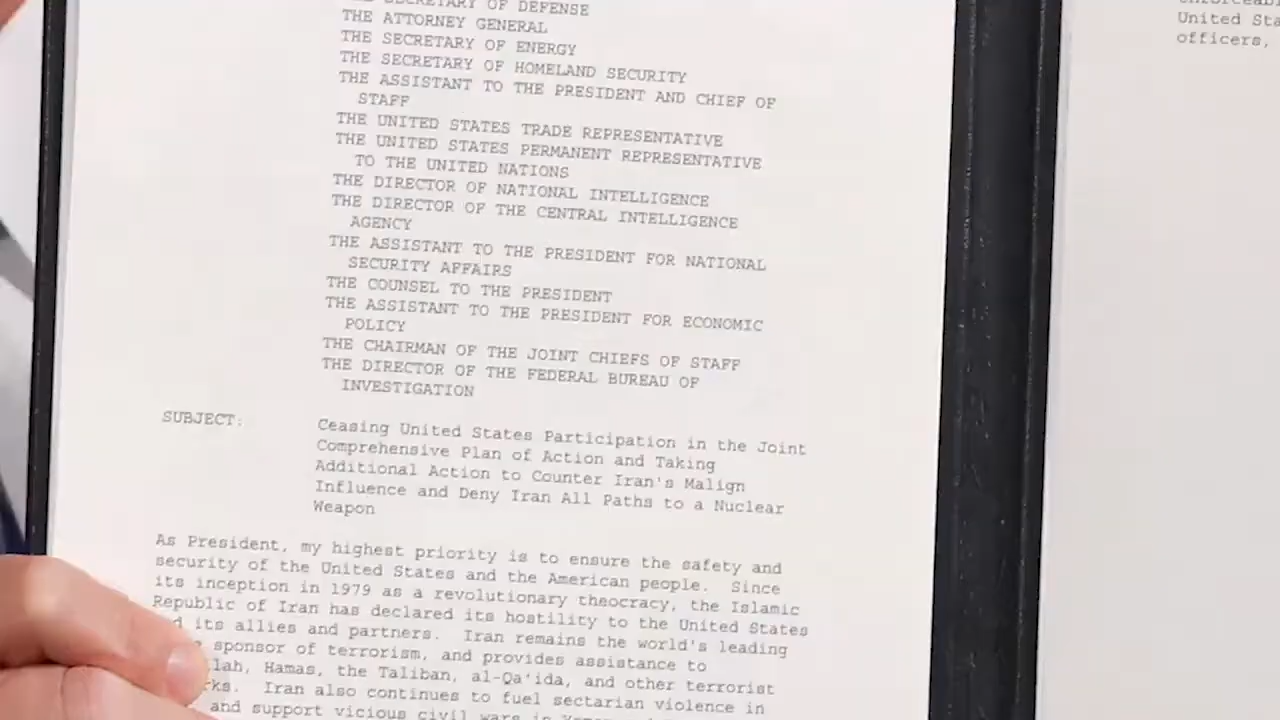 SECRETARY OF DEFENSE
THE ATTORNEY GENERAL
THE SECRETARY OF ENERGY
THE SECRETARY OF HOMELAND SECURITY
THE ASSISTANT TO THE PRESIDENT AND CHIEF OF
STAFF
THE UNITED STATES TRADE REPRESENTATIVE
THE UNITED STATES PERMANENT REPRESENTATIVE
TO THE UNITED NATIONS
THE DIRECTOR OF NATIONAL INTELLIGENCE
THE DIRECTOR OF THE CENTRAL INTELLIGENCE
AGENCY
THE ASSISTANT TO THE PRESIDENT FOR NATIONAL
SECURITY AFFAIRS
THE COUNSEL TO THE PRESIDENT
THE ASSISTANT TO THE PRESIDENT FOR ECONOMIC
POLICY
THE CHAIRMAN OF THE JOINT CHIEFS OF STAFF
THE DIRECTOR OF THE FEDERAL BUREAU OF
INVESTIGATION
SUBJECT: Ceasing United States Participation in the Joint
Comprehensive Plan of Action and Taking
Additional Action to Counter Iran's Malign
Influence and Deny Iran All Paths to a Nuclear
Weapon
As President, my highest priority is to ensure the safety and
security of the United States and the American people. Since
its inception in 1979 as a revolutionary theocracy, the Islamic
Republic of Iran has declared its hostility to the United States
its allies and partners. Iran remains the world's leading
sponsor of terrorism, and provides assistance to
Hamas, the Taliban, al-Qa'ida, and other terrorist
Iran also continues to fuel sectarian violence in
and support vicious civil wars in
United
officers,